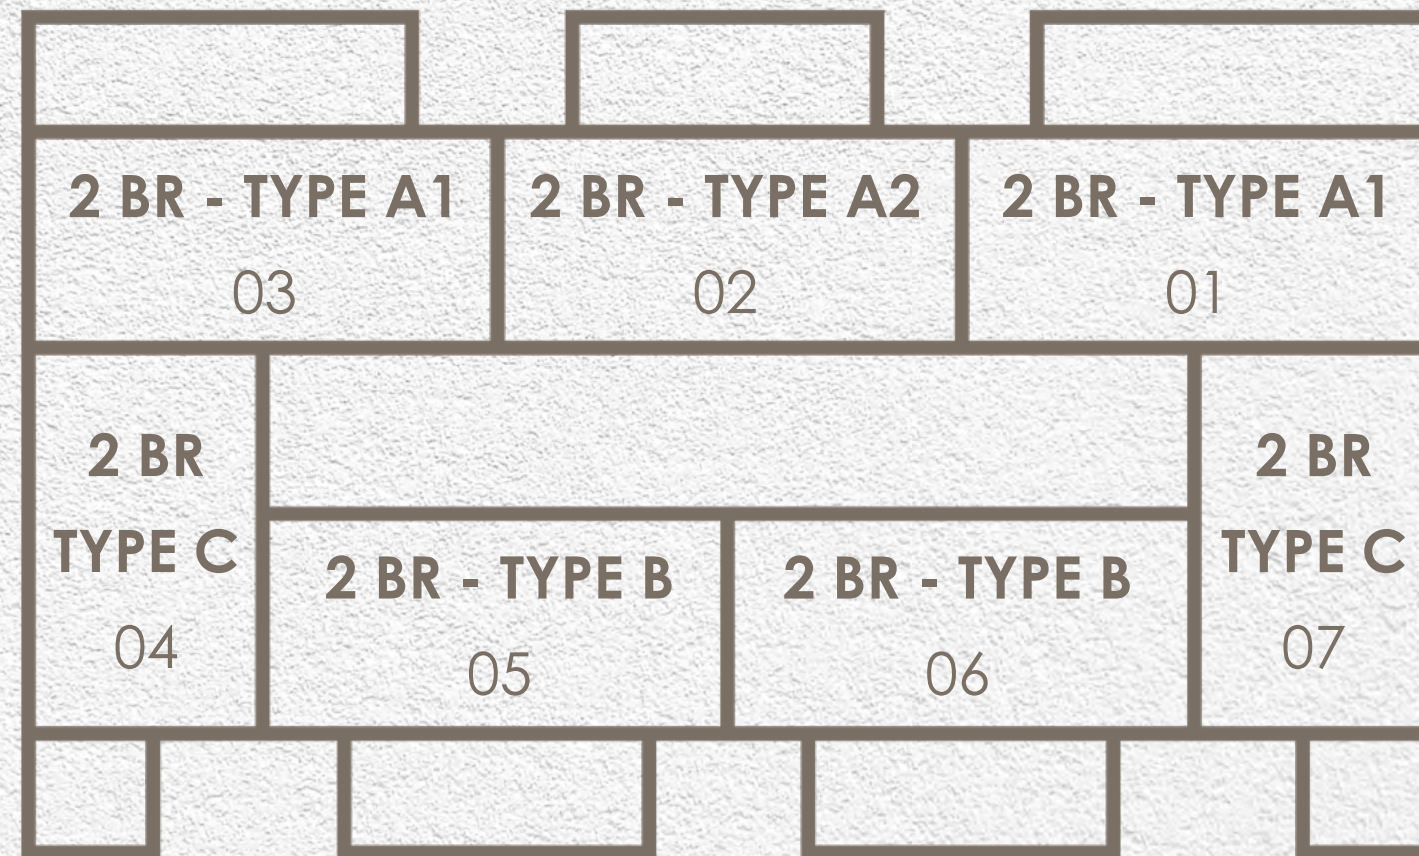 2 BR - TYPE A1
03
2 BR - TYPE A2
02
2 BR - TYPE A1
01
2 BR
TYPE C
04
2 BR - TYPE B
05
2 BR - TYPE B
06
2 BR
TYPE C
07